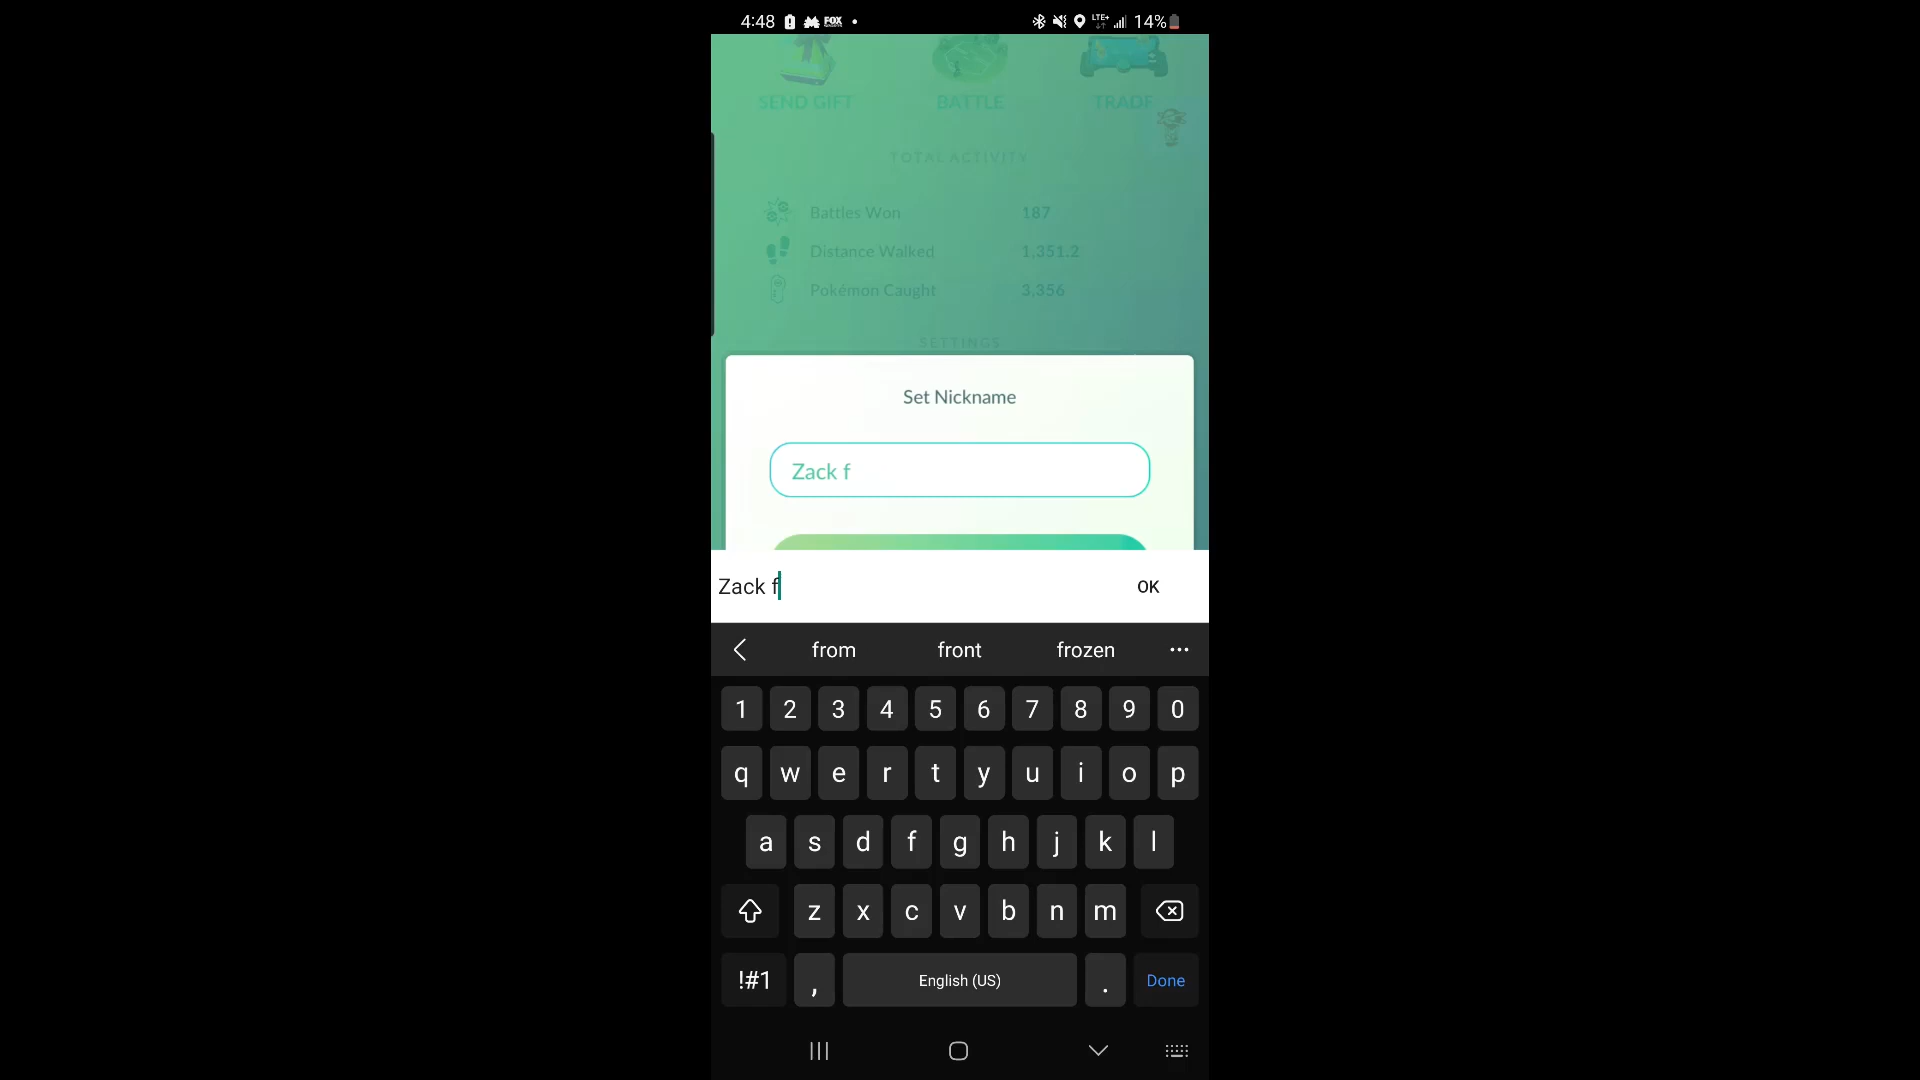 4:48 FOX LTE+ 14%
SEND GIFT BATTLE TRADE
TOTAL ACTIVITY
Battles Won 187
Distance Walked 1,351.2
Pokémon Caught 3,356
SETTINGS
Set Nickname
Zack f
Zack f OK
from front frozen
1 2 3 4 5 6 7 8 9 0
q w e r t y u i o p
a s d f g h j k l
z x c v b n m
!#1 , English (US) . Done